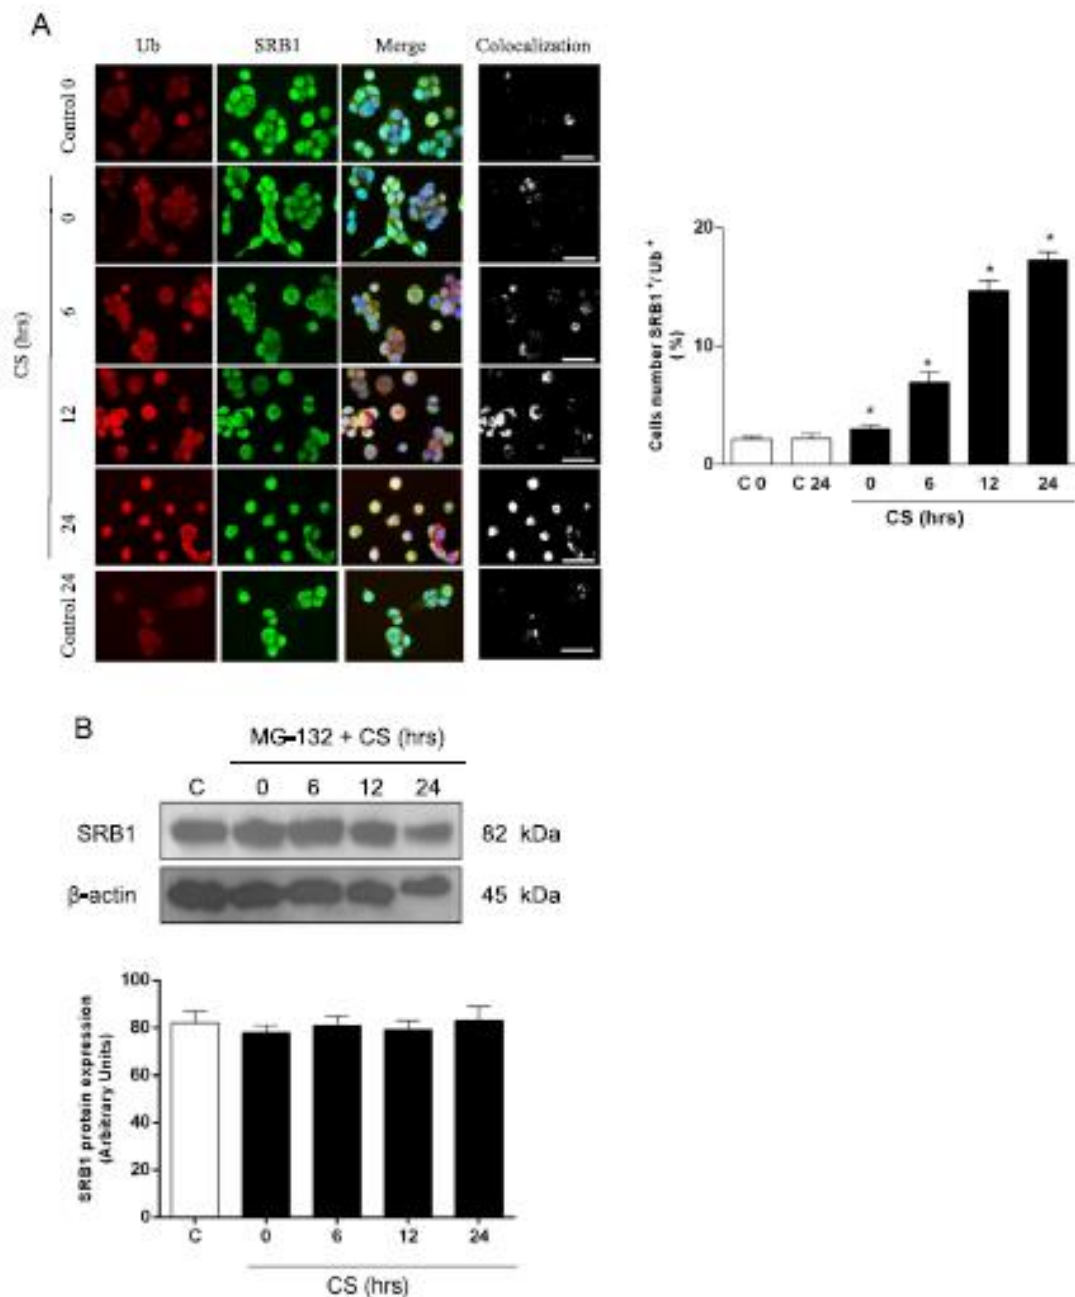 A
Ub SRB1 Merge Colocalization
Control 0
CS (hrs)
0
6
12
24
Control 24
Cells number SRB1⁺/Ub⁺
(%)
20
10
0
*
*
*
*
C 0 C 24 0 6 12 24
CS (hrs)
B
MG-132 + CS (hrs)
C 0 6 12 24
SRB1 82 kDa
β-actin 45 kDa
SRB1 protein expression
(Arbitrary Units)
100
80
60
40
20
0
C 0 6 12 24
CS (hrs)